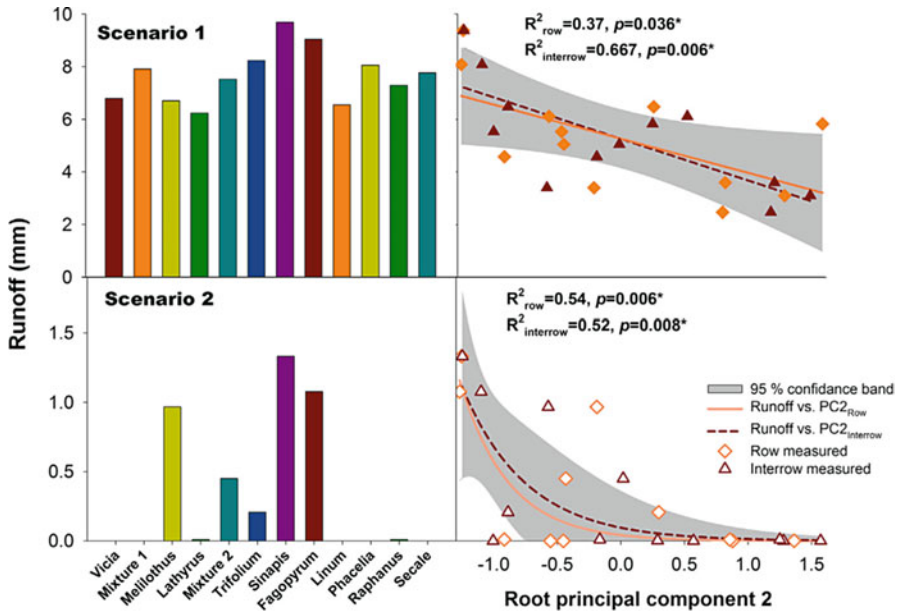 10
8
6
4
2
0
Scenario 1
R²row=0.37, p=0.036*
R²interrow=0.667, p=0.006*
Runoff (mm)
1.5
1.0
0.5
0.0
Scenario 2
R²row=0.54, p=0.006*
R²interrow=0.52, p=0.008*
95 % confidance band
Runoff vs. PC2Row
Runoff vs. PC2Interrow
Row measured
Interrow measured
Vicia
Mixture 1
Mellothus
Lathyrus
Mixture 2
Trifolium
Sinapis
Fagopyrum
Linum
Phacelia
Raphanus
Secale
-1.0 -0.5 0.0 0.5 1.0 1.5
Root principal component 2